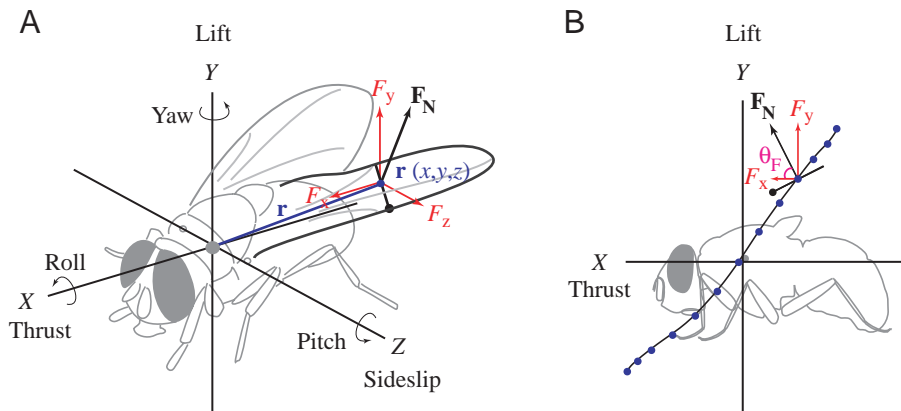 A
Lift
Y
Yaw
F_y
F_N
r (x,y,z)
F_x
r
F_z
Roll
X
Thrust
Pitch
Z
Sideslip
B
Lift
Y
F_N
F_y
θ_F
F_x
X
Thrust